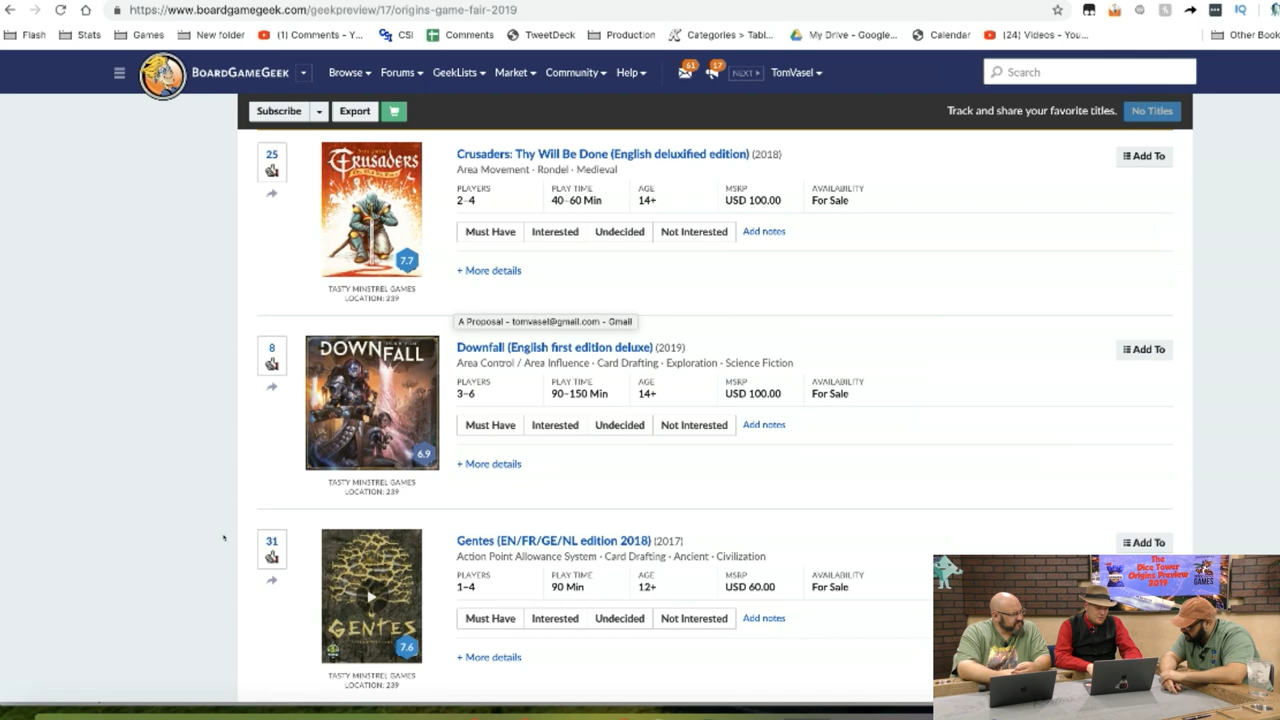 https://www.boardgamegeek.com/geekpreview/17/origins-game-fair-2019
Flash Stats Games New folder (1) Comments - Y... CSI Comments TweetDeck Production Categories > Tabl... My Drive - Google... Calendar (24) Videos - You... Other Book
BOARDGAMEGEEK Browse Forums GeekLists Market Community Help 61 17 NEXT TomVasel Search
Subscribe Export Track and share your favorite titles. No Titles
25
CRUSADERS
7.7
TASTY MINSTREL GAMES
LOCATION: 239
Crusaders: Thy Will Be Done (English deluxified edition) (2018)
Area Movement · Rondel · Medieval
PLAYERS PLAY TIME AGE MSRP AVAILABILITY
2–4 40–60 Min 14+ USD 100.00 For Sale
Must Have Interested Undecided Not Interested Add notes
+ More details
Add To
A Proposal - tomvasel@gmail.com - Gmail
8
DOWNFALL
6.9
TASTY MINSTREL GAMES
LOCATION: 239
Downfall (English first edition deluxe) (2019)
Area Control / Area Influence · Card Drafting · Exploration · Science Fiction
PLAYERS PLAY TIME AGE MSRP AVAILABILITY
3–6 90–150 Min 14+ USD 100.00 For Sale
Must Have Interested Undecided Not Interested Add notes
+ More details
Add To
31
GENTES
7.6
TASTY MINSTREL GAMES
LOCATION: 239
Gentes (EN/FR/GE/NL edition 2018) (2017)
Action Point Allowance System · Card Drafting · Ancient · Civilization
PLAYERS PLAY TIME AGE MSRP AVAILABILITY
1–4 90 Min 12+ USD 60.00 For Sale
Must Have Interested Undecided Not Interested Add notes
+ More details
Add To
The
Dice Tower
Origins Preview
2019
GAMES